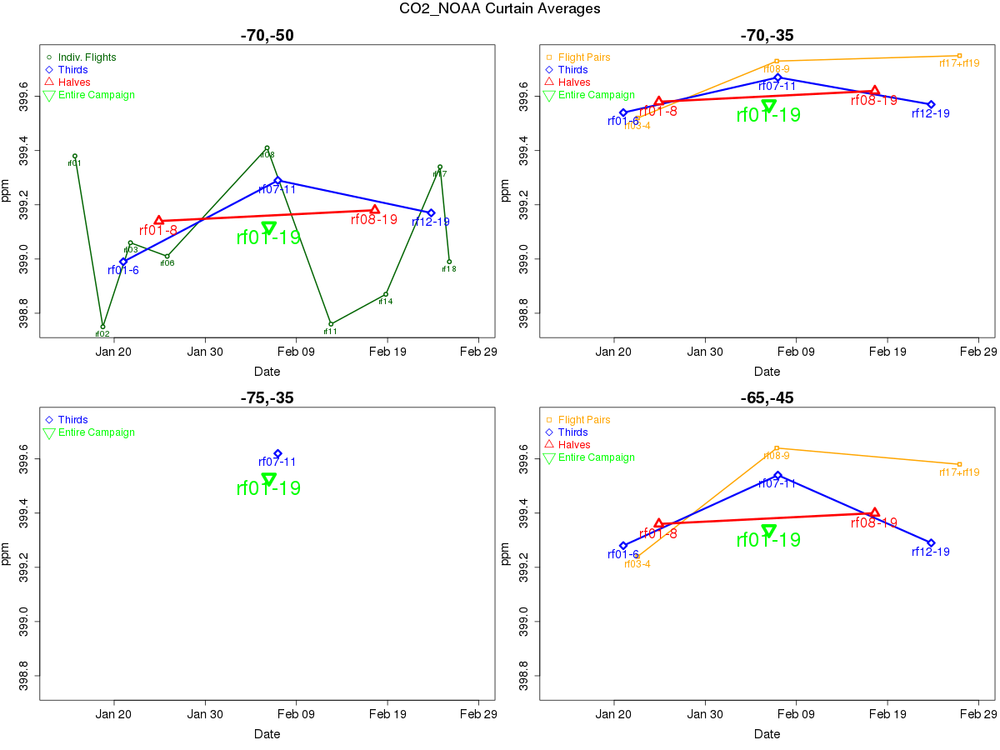 CO2_NOAA Curtain Averages
-70,-50
Indiv. Flights
Thirds
Halves
Entire Campaign
399.6
399.4
399.2
399.0
398.8
ppm
rf01
rf02
rf03
rf06
rf08
rf11
rf14
rf17
rf18
rf01-6
rf07-11
rf12-19
rf01-8
rf08-19
rf01-19
Jan 20
Jan 30
Feb 09
Feb 19
Feb 29
Date
-70,-35
Flight Pairs
Thirds
Halves
Entire Campaign
399.6
399.4
399.2
399.0
398.8
ppm
rf03-4
rf08-9
rf17+rf19
rf01-6
rf07-11
rf12-19
rf01-8
rf08-19
rf01-19
Jan 20
Jan 30
Feb 09
Feb 19
Feb 29
Date
-75,-35
Thirds
Entire Campaign
399.6
399.4
399.2
399.0
398.8
ppm
rf07-11
rf01-19
Jan 20
Jan 30
Feb 09
Feb 19
Feb 29
Date
-65,-45
Flight Pairs
Thirds
Halves
Entire Campaign
399.6
399.4
399.2
399.0
398.8
ppm
rf03-4
rf08-9
rf17+rf19
rf01-6
rf07-11
rf12-19
rf01-8
rf08-19
rf01-19
Jan 20
Jan 30
Feb 09
Feb 19
Feb 29
Date